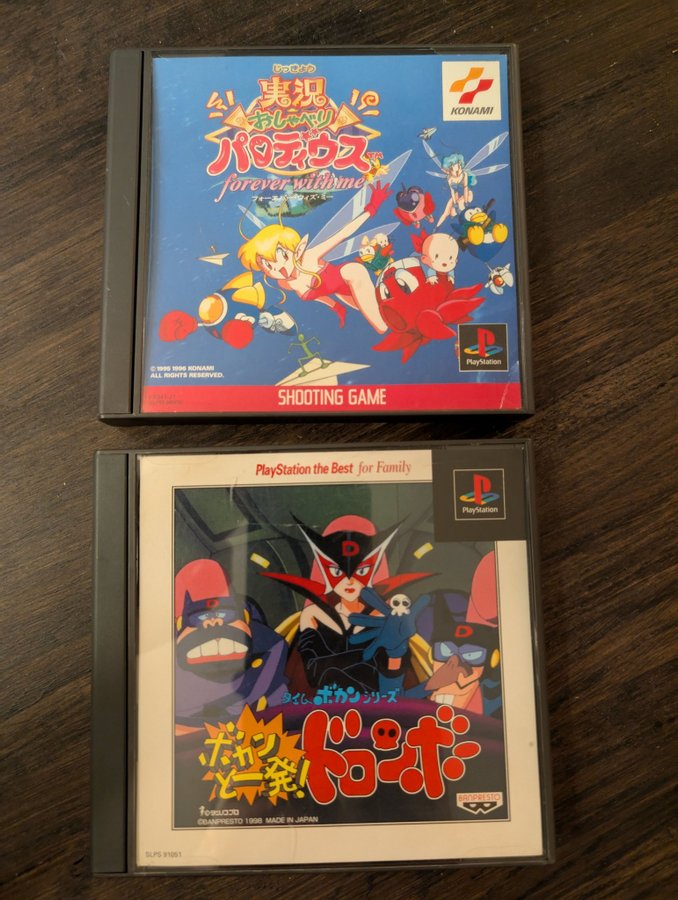 じっきょう
実況
おしゃべり
パロディウス TM
forever with me
フォーエバー・ウィズ・ミー
KONAMI
PlayStation
© 1995 1996 KONAMI
ALL RIGHTS RESERVED.
SHOOTING GAME
PlayStation the Best for Family
PlayStation
D
D
D
タイムボカンシリーズ
ボカンと一発!
ドロンボー
BANPRESTO
©BANPRESTO 1998 MADE IN JAPAN
SLPS 91051